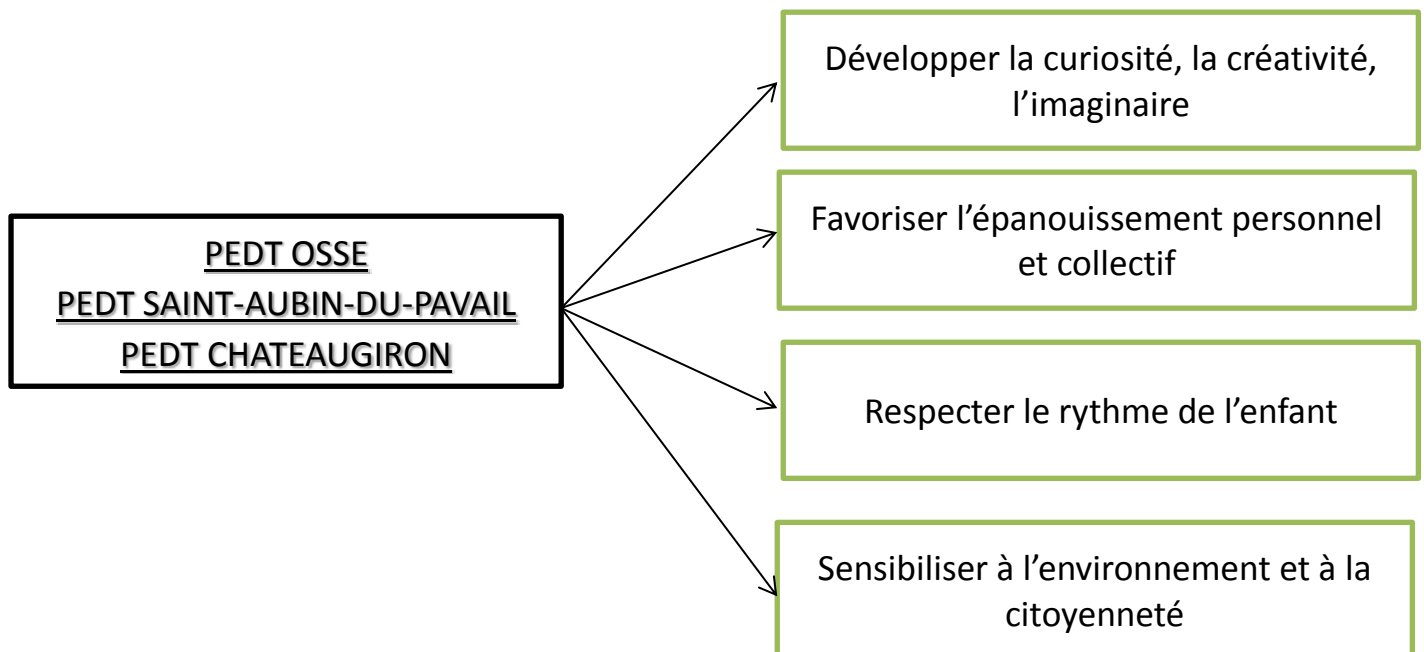 PEDT OSSE
PEDT SAINT-AUBIN-DU-PAVAIL
PEDT CHATEAUGIRON
Développer la curiosité, la créativité,
l’imaginaire
Favoriser l’épanouissement personnel
et collectif
Respecter le rythme de l’enfant
Sensibiliser à l’environnement et à la
citoyenneté